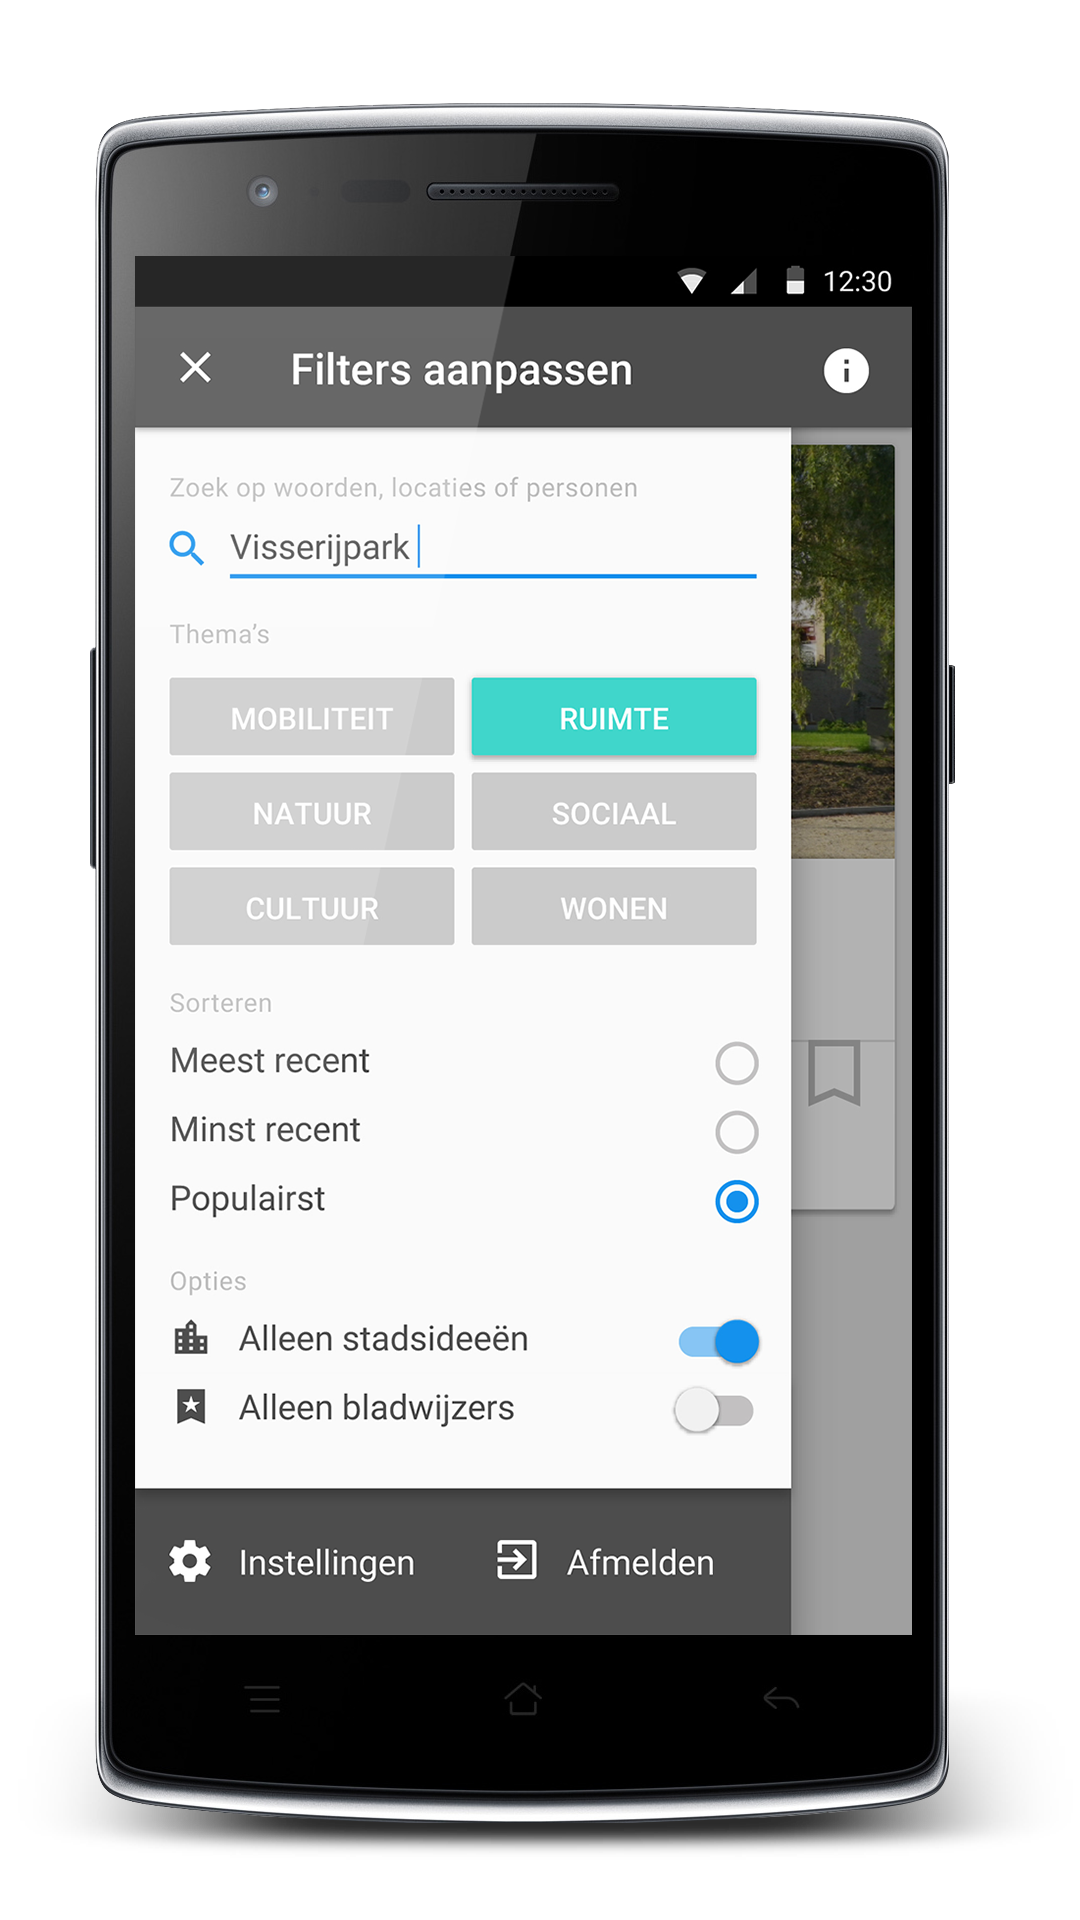 12:30
Filters aanpassen
Zoek op woorden, locaties of personen
Visserijpark
Thema’s
MOBILITEIT RUIMTE
NATUUR SOCIAAL
CULTUUR WONEN
Sorteren
Meest recent
Minst recent
Populairst
Opties
Alleen stadsideeën
Alleen bladwijzers
Instellingen Afmelden